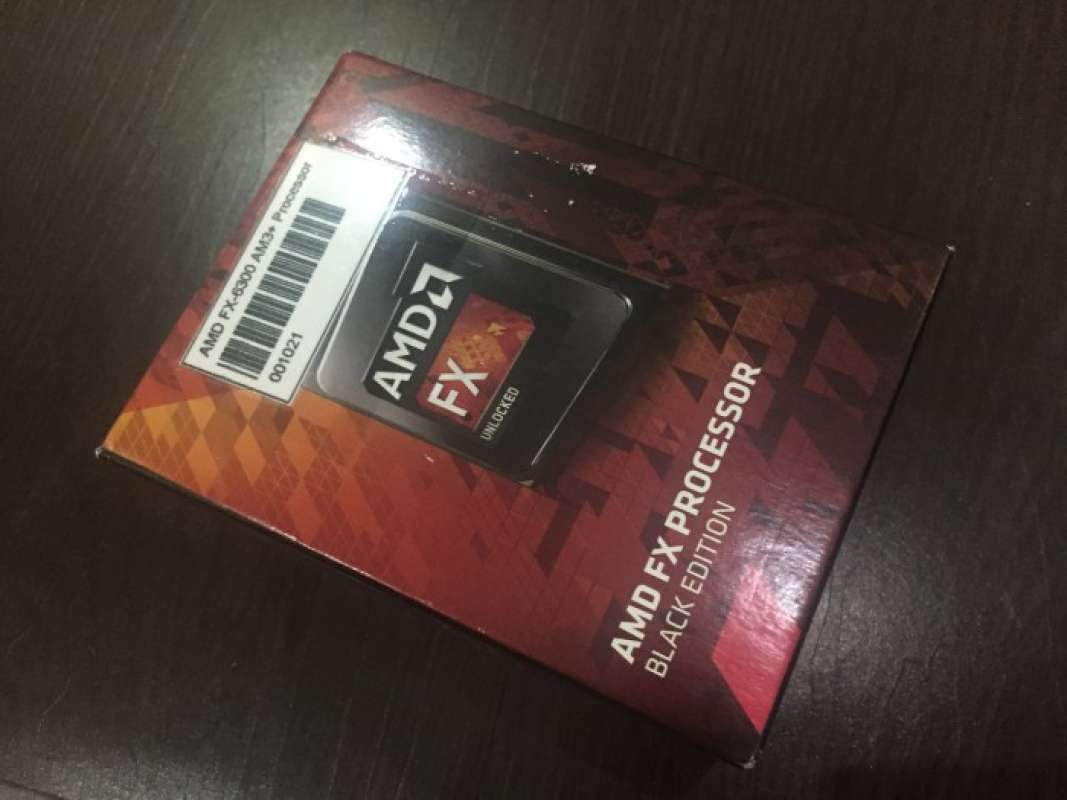 AMD FX-6300 AM3+ Processor
001021
AMD
FX
UNLOCKED
AMD FX PROCESSOR
BLACK EDITION